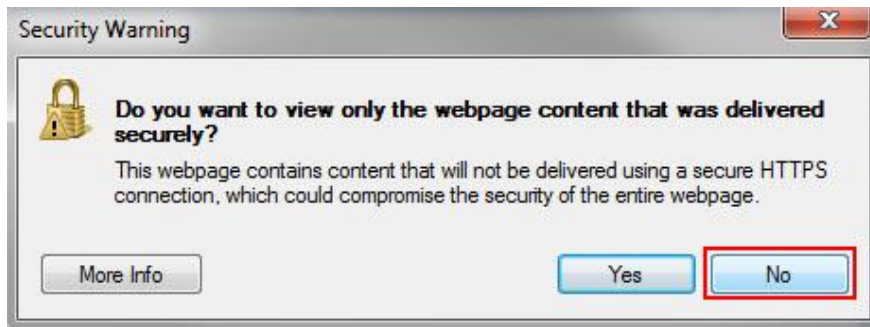 Security Warning
Do you want to view only the webpage content that was delivered
securely?
This webpage contains content that will not be delivered using a secure HTTPS
connection, which could compromise the security of the entire webpage.
More Info
Yes
No